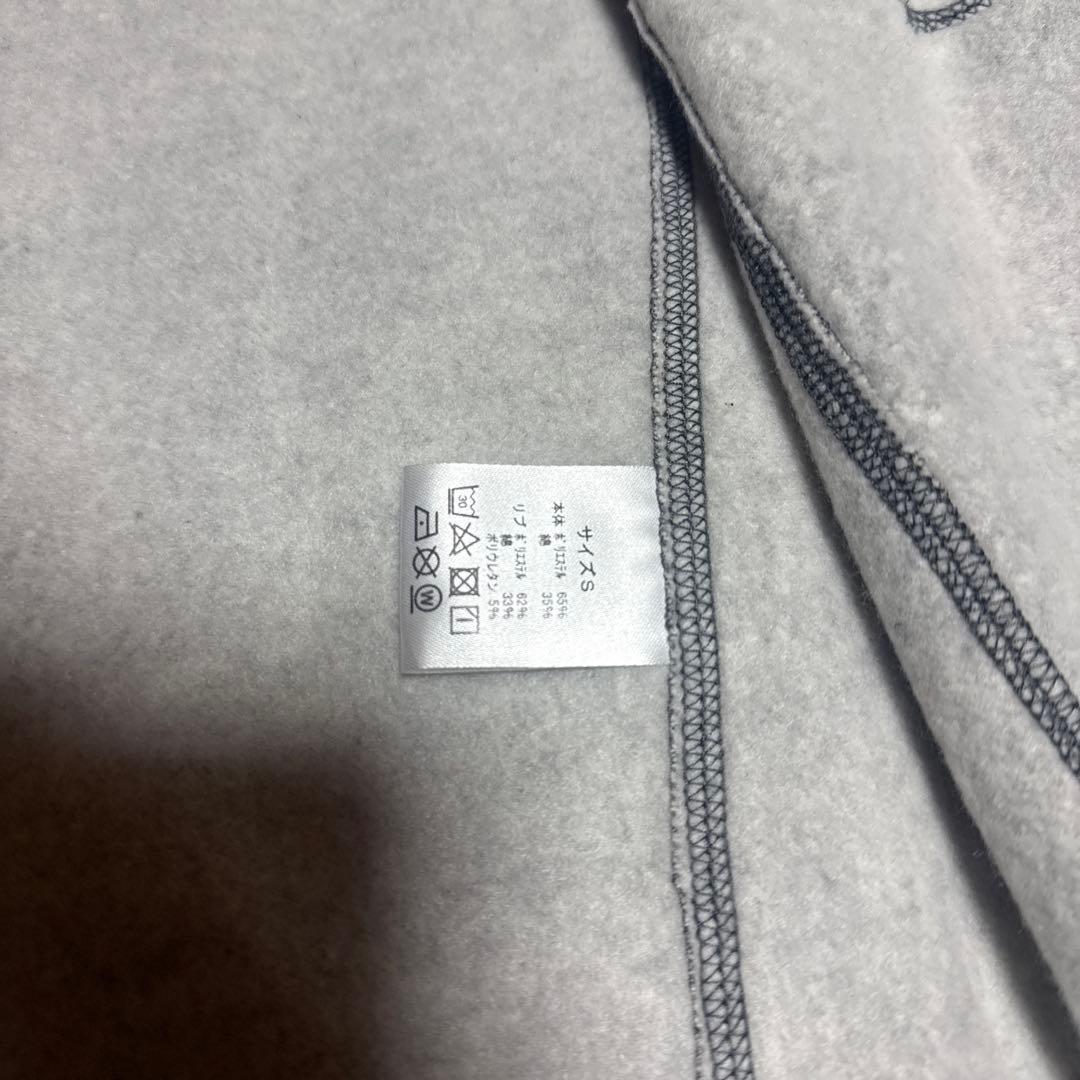 サイズS
本体 ﾎﾟﾘｴｽﾃﾙ 65%
綿 35%
リブ ﾎﾟﾘｴｽﾃﾙ 62%
綿 33%
ポリウレタン 5%
30
W